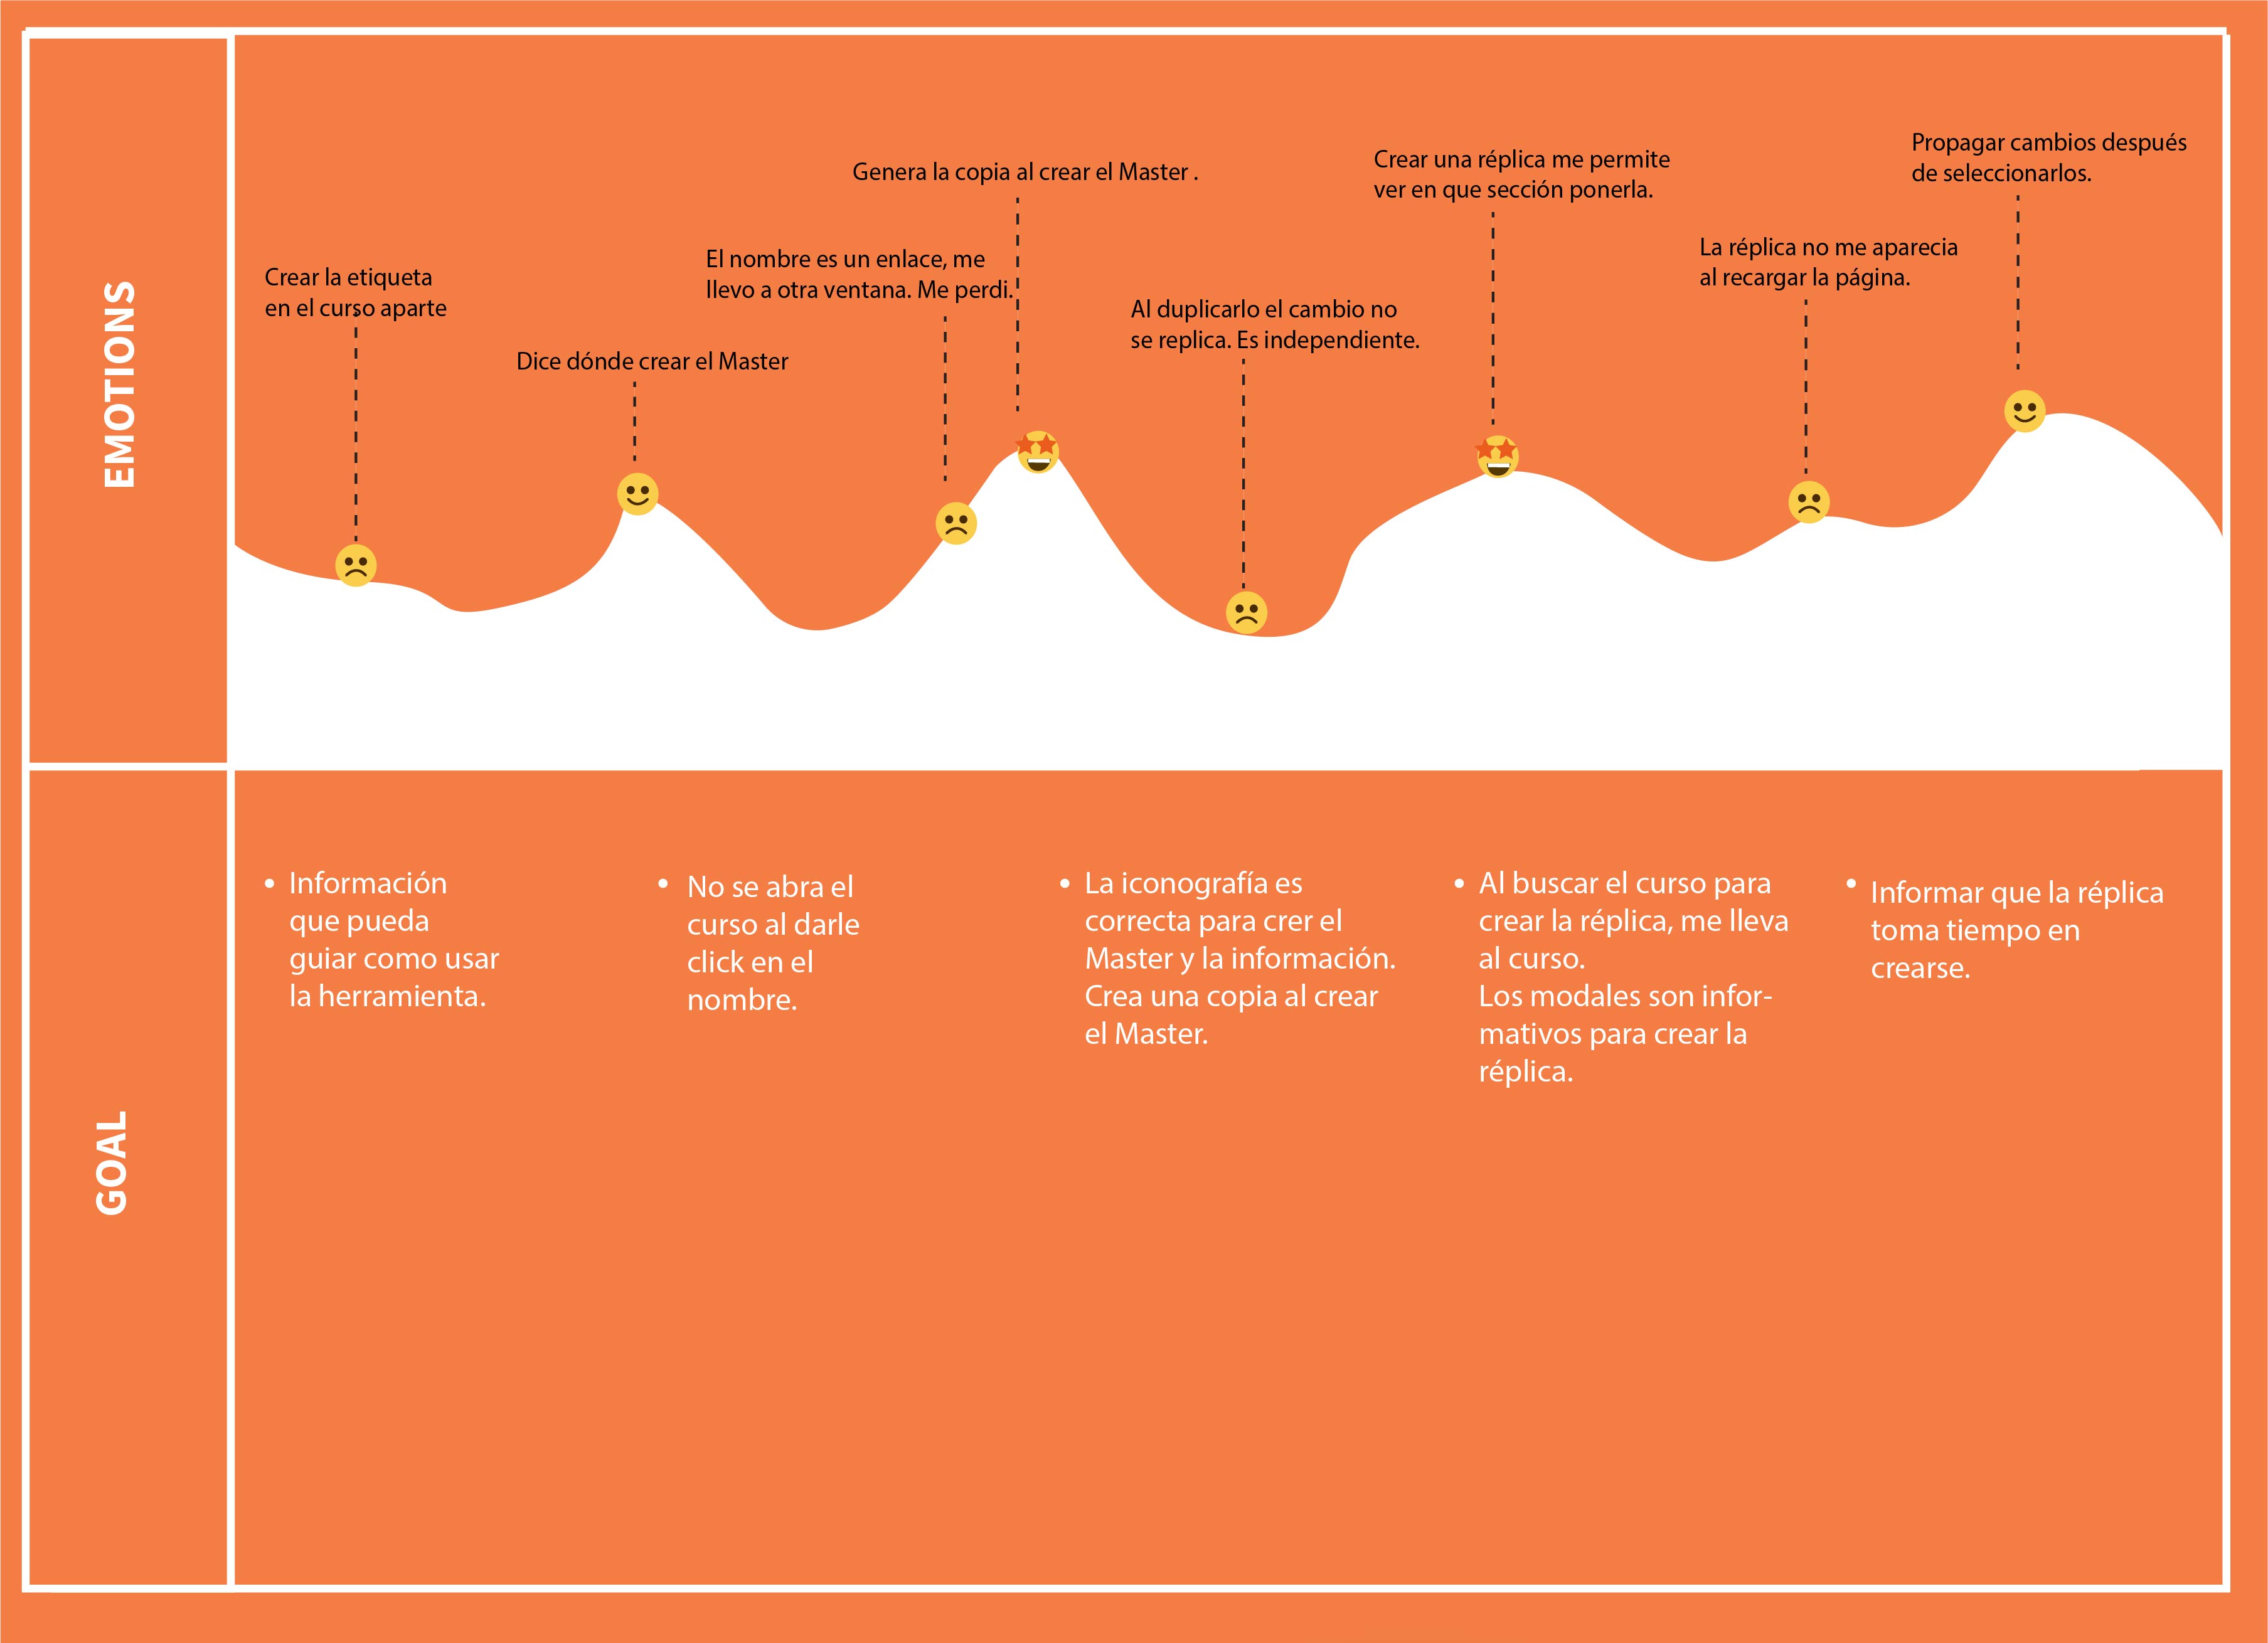 EMOTIONS
Crear la etiqueta
en el curso aparte
Dice dónde crear el Master
El nombre es un enlace, me
llevo a otra ventana. Me perdi.
Genera la copia al crear el Master .
Al duplicarlo el cambio no
se replica. Es independiente.
Crear una réplica me permite
ver en que sección ponerla.
La réplica no me aparecia
al recargar la página.
Propagar cambios después
de seleccionarlos.
GOAL
• Información
que pueda
guiar como usar
la herramienta.
• No se abra el
curso al darle
click en el
nombre.
• La iconografía es
correcta para crer el
Master y la información.
Crea una copia al crear
el Master.
• Al buscar el curso para
crear la réplica, me lleva
al curso.
Los modales son infor-
mativos para crear la
réplica.
• Informar que la réplica
toma tiempo en
crearse.